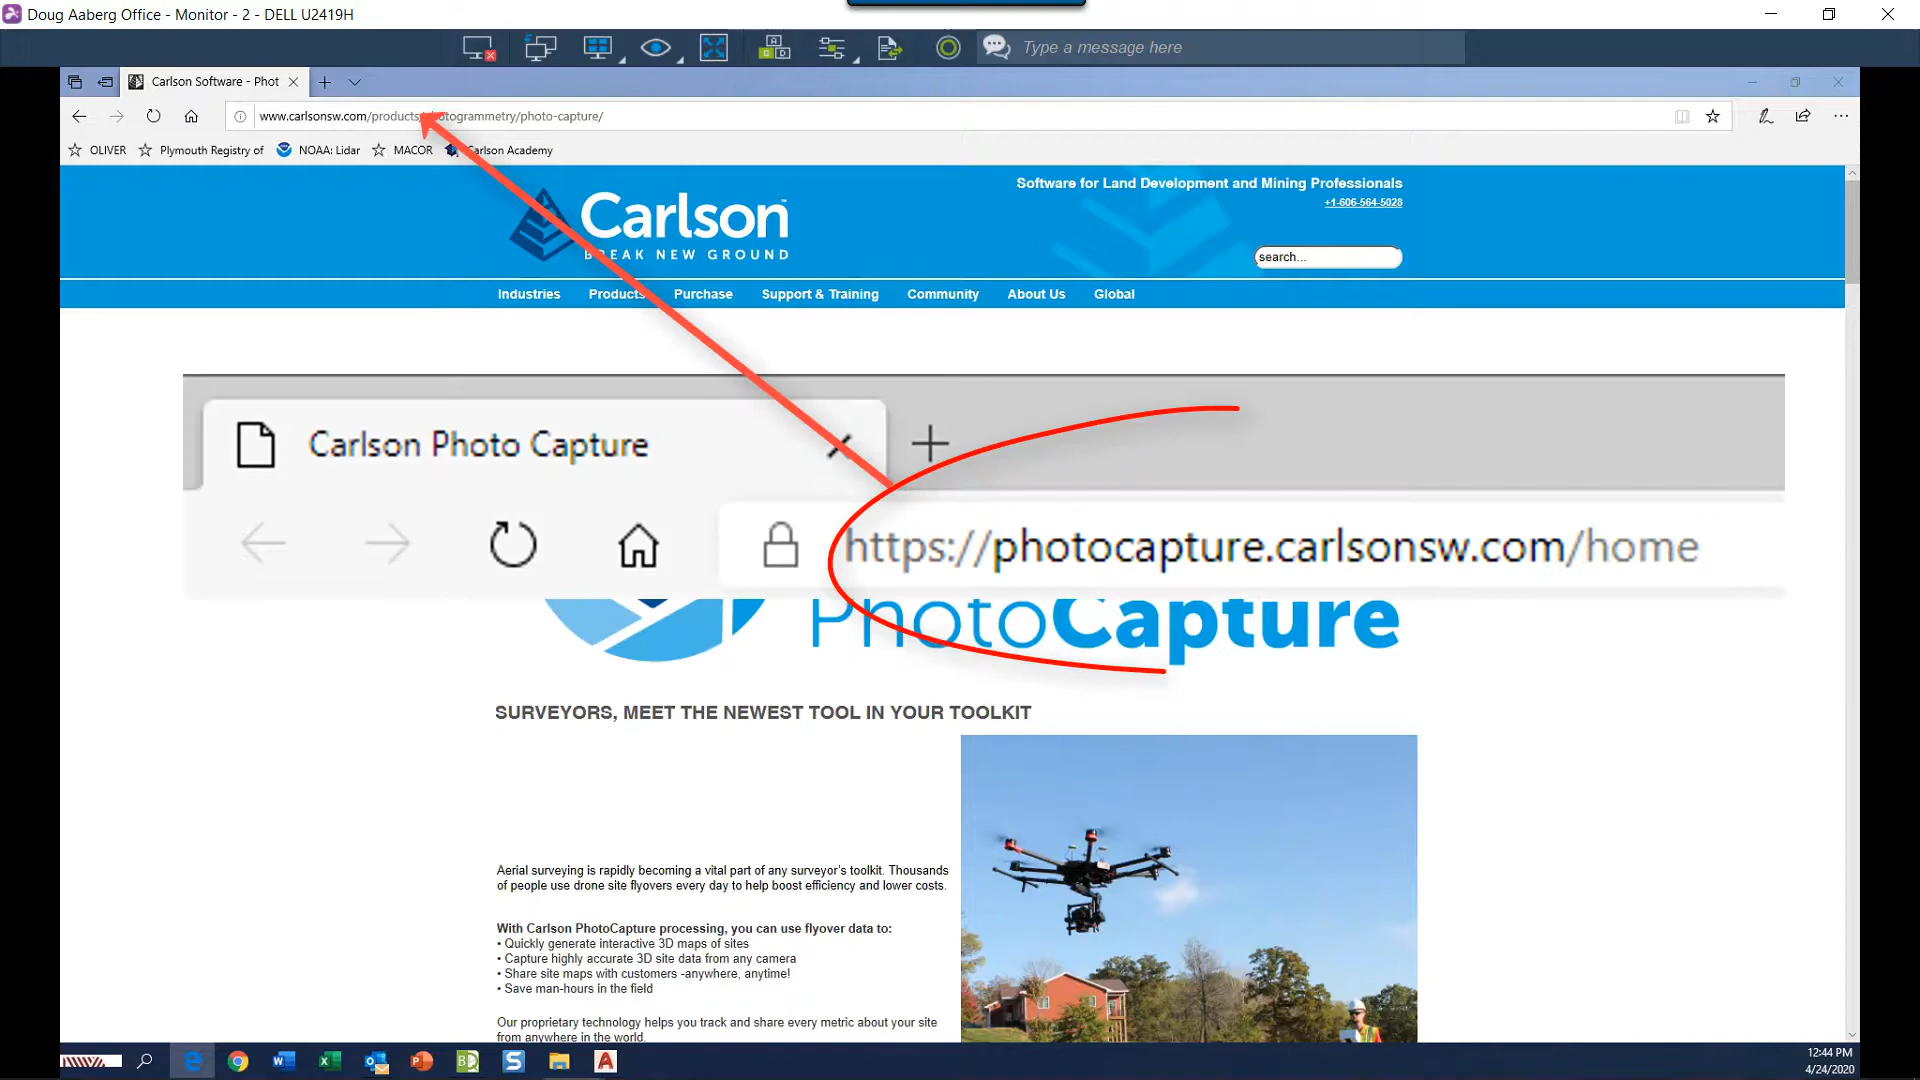 Doug Aaberg Office - Monitor - 2 - DELL U2419H
Type a message here
Carlson Software - Phot
www.carlsonsw.com/products/photogrammetry/photo-capture/
OLIVER Plymouth Registry of NOAA: Lidar MACOR Carlson Academy
Software for Land Development and Mining Professionals
+1-606-564-5028
Carlson
BREAK NEW GROUND
search...
Industries Products Purchase Support & Training Community About Us Global
Carlson Photo Capture
https://photocapture.carlsonsw.com/home
PhotoCapture
SURVEYORS, MEET THE NEWEST TOOL IN YOUR TOOLKIT
Aerial surveying is rapidly becoming a vital part of any surveyor's toolkit. Thousands
of people use drone site flyovers every day to help boost efficiency and lower costs.
With Carlson PhotoCapture processing, you can use flyover data to:
• Quickly generate interactive 3D maps of sites
• Capture highly accurate 3D site data from any camera
• Share site maps with customers -anywhere, anytime!
• Save man-hours in the field
Our proprietary technology helps you track and share every metric about your site
from anywhere in the world.
12:44 PM
4/24/2020